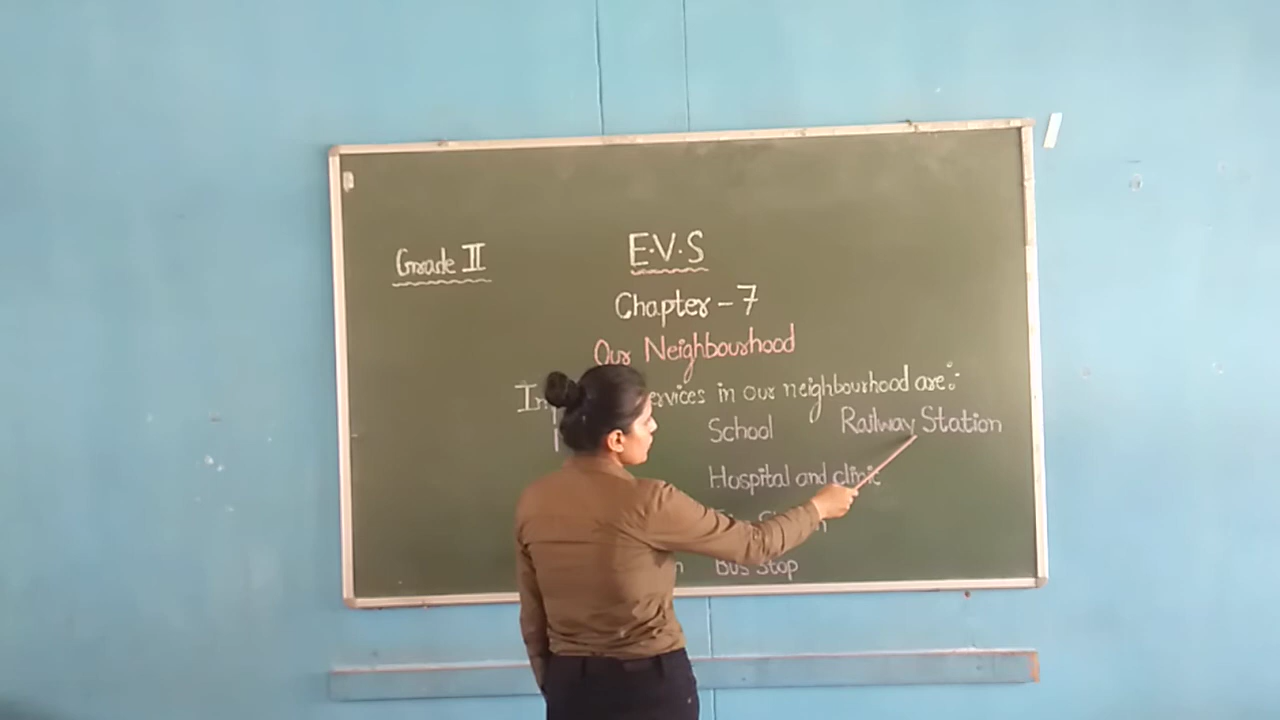 Grade II
E.V.S
Chapter - 7
Our Neighbourhood
services in our neighbourhood are:-
School Railway Station
Hospital and clinic
Bus Stop